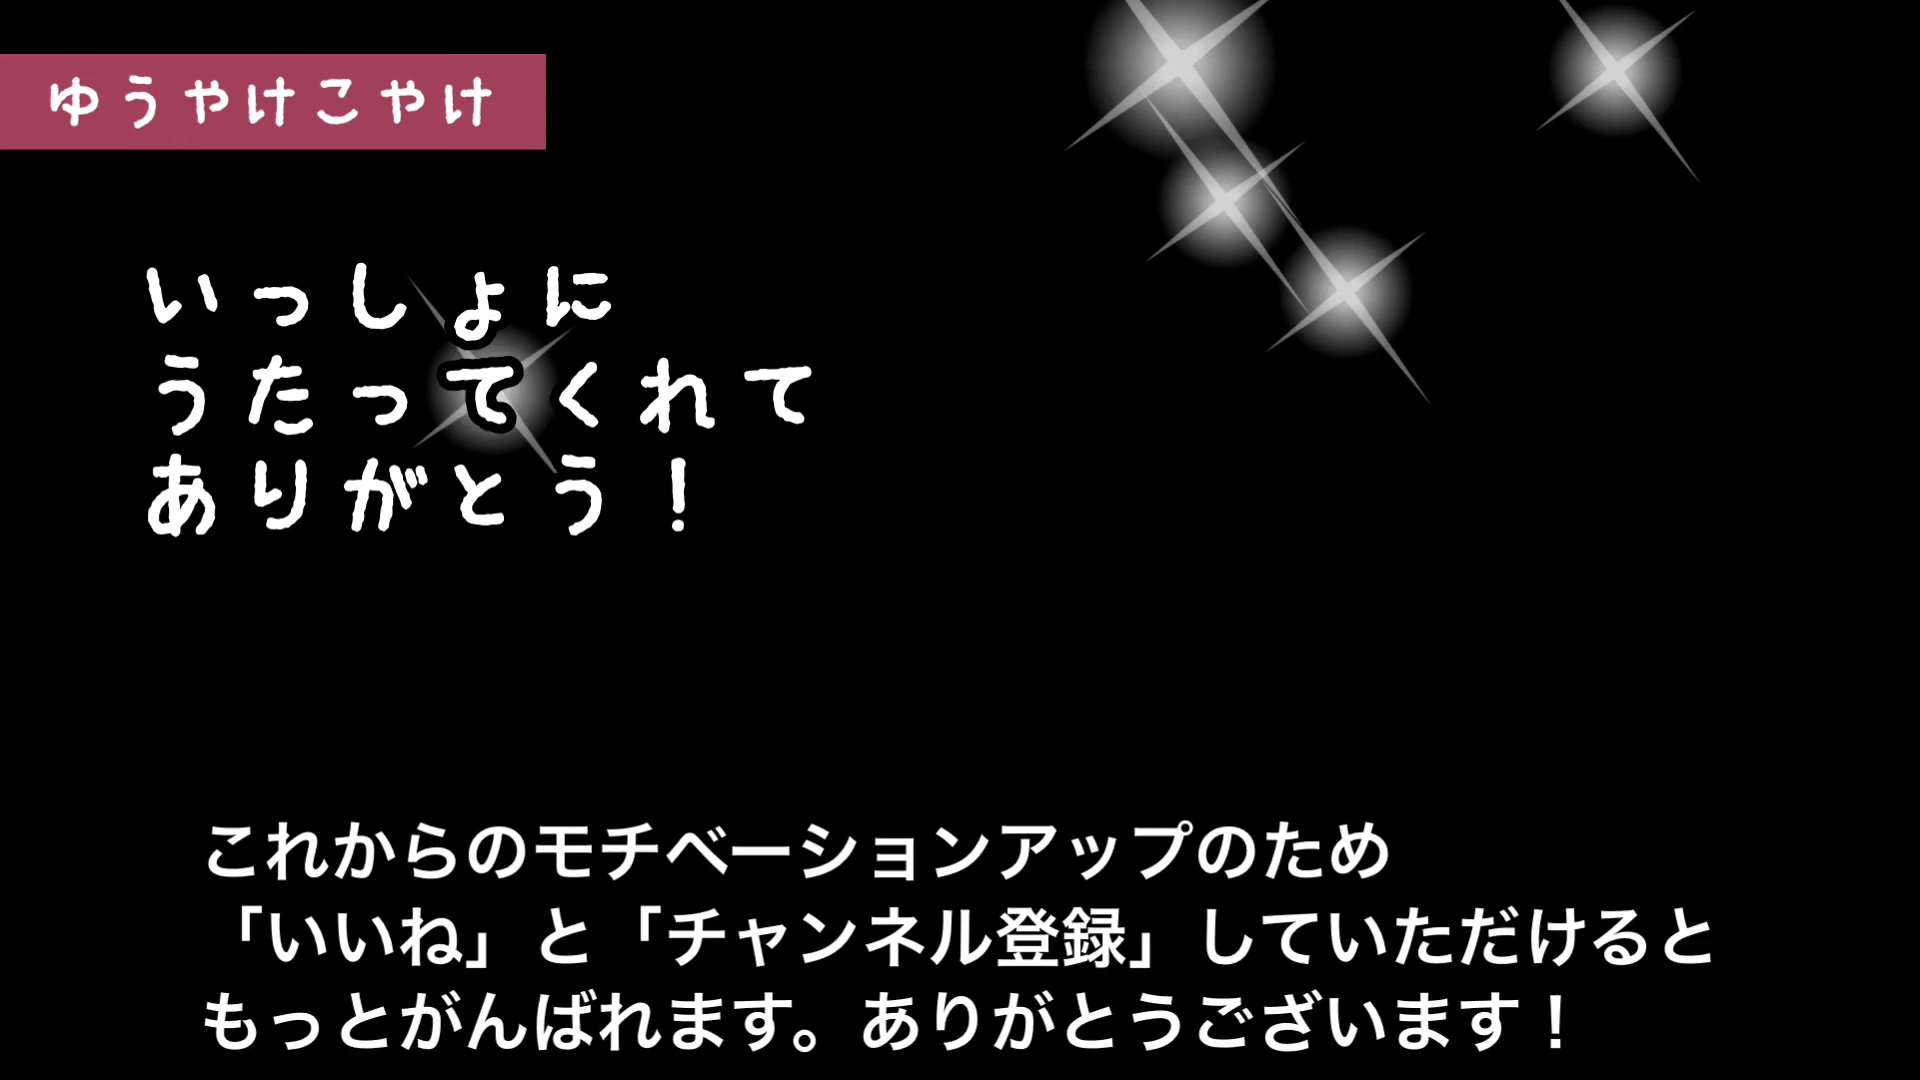 ゆうやけこやけ
いっしょに
うたってくれて
ありがとう！
これからのモチベーションアップのため
「いいね」と「チャンネル登録」していただけると
もっとがんばれます。ありがとうございます！